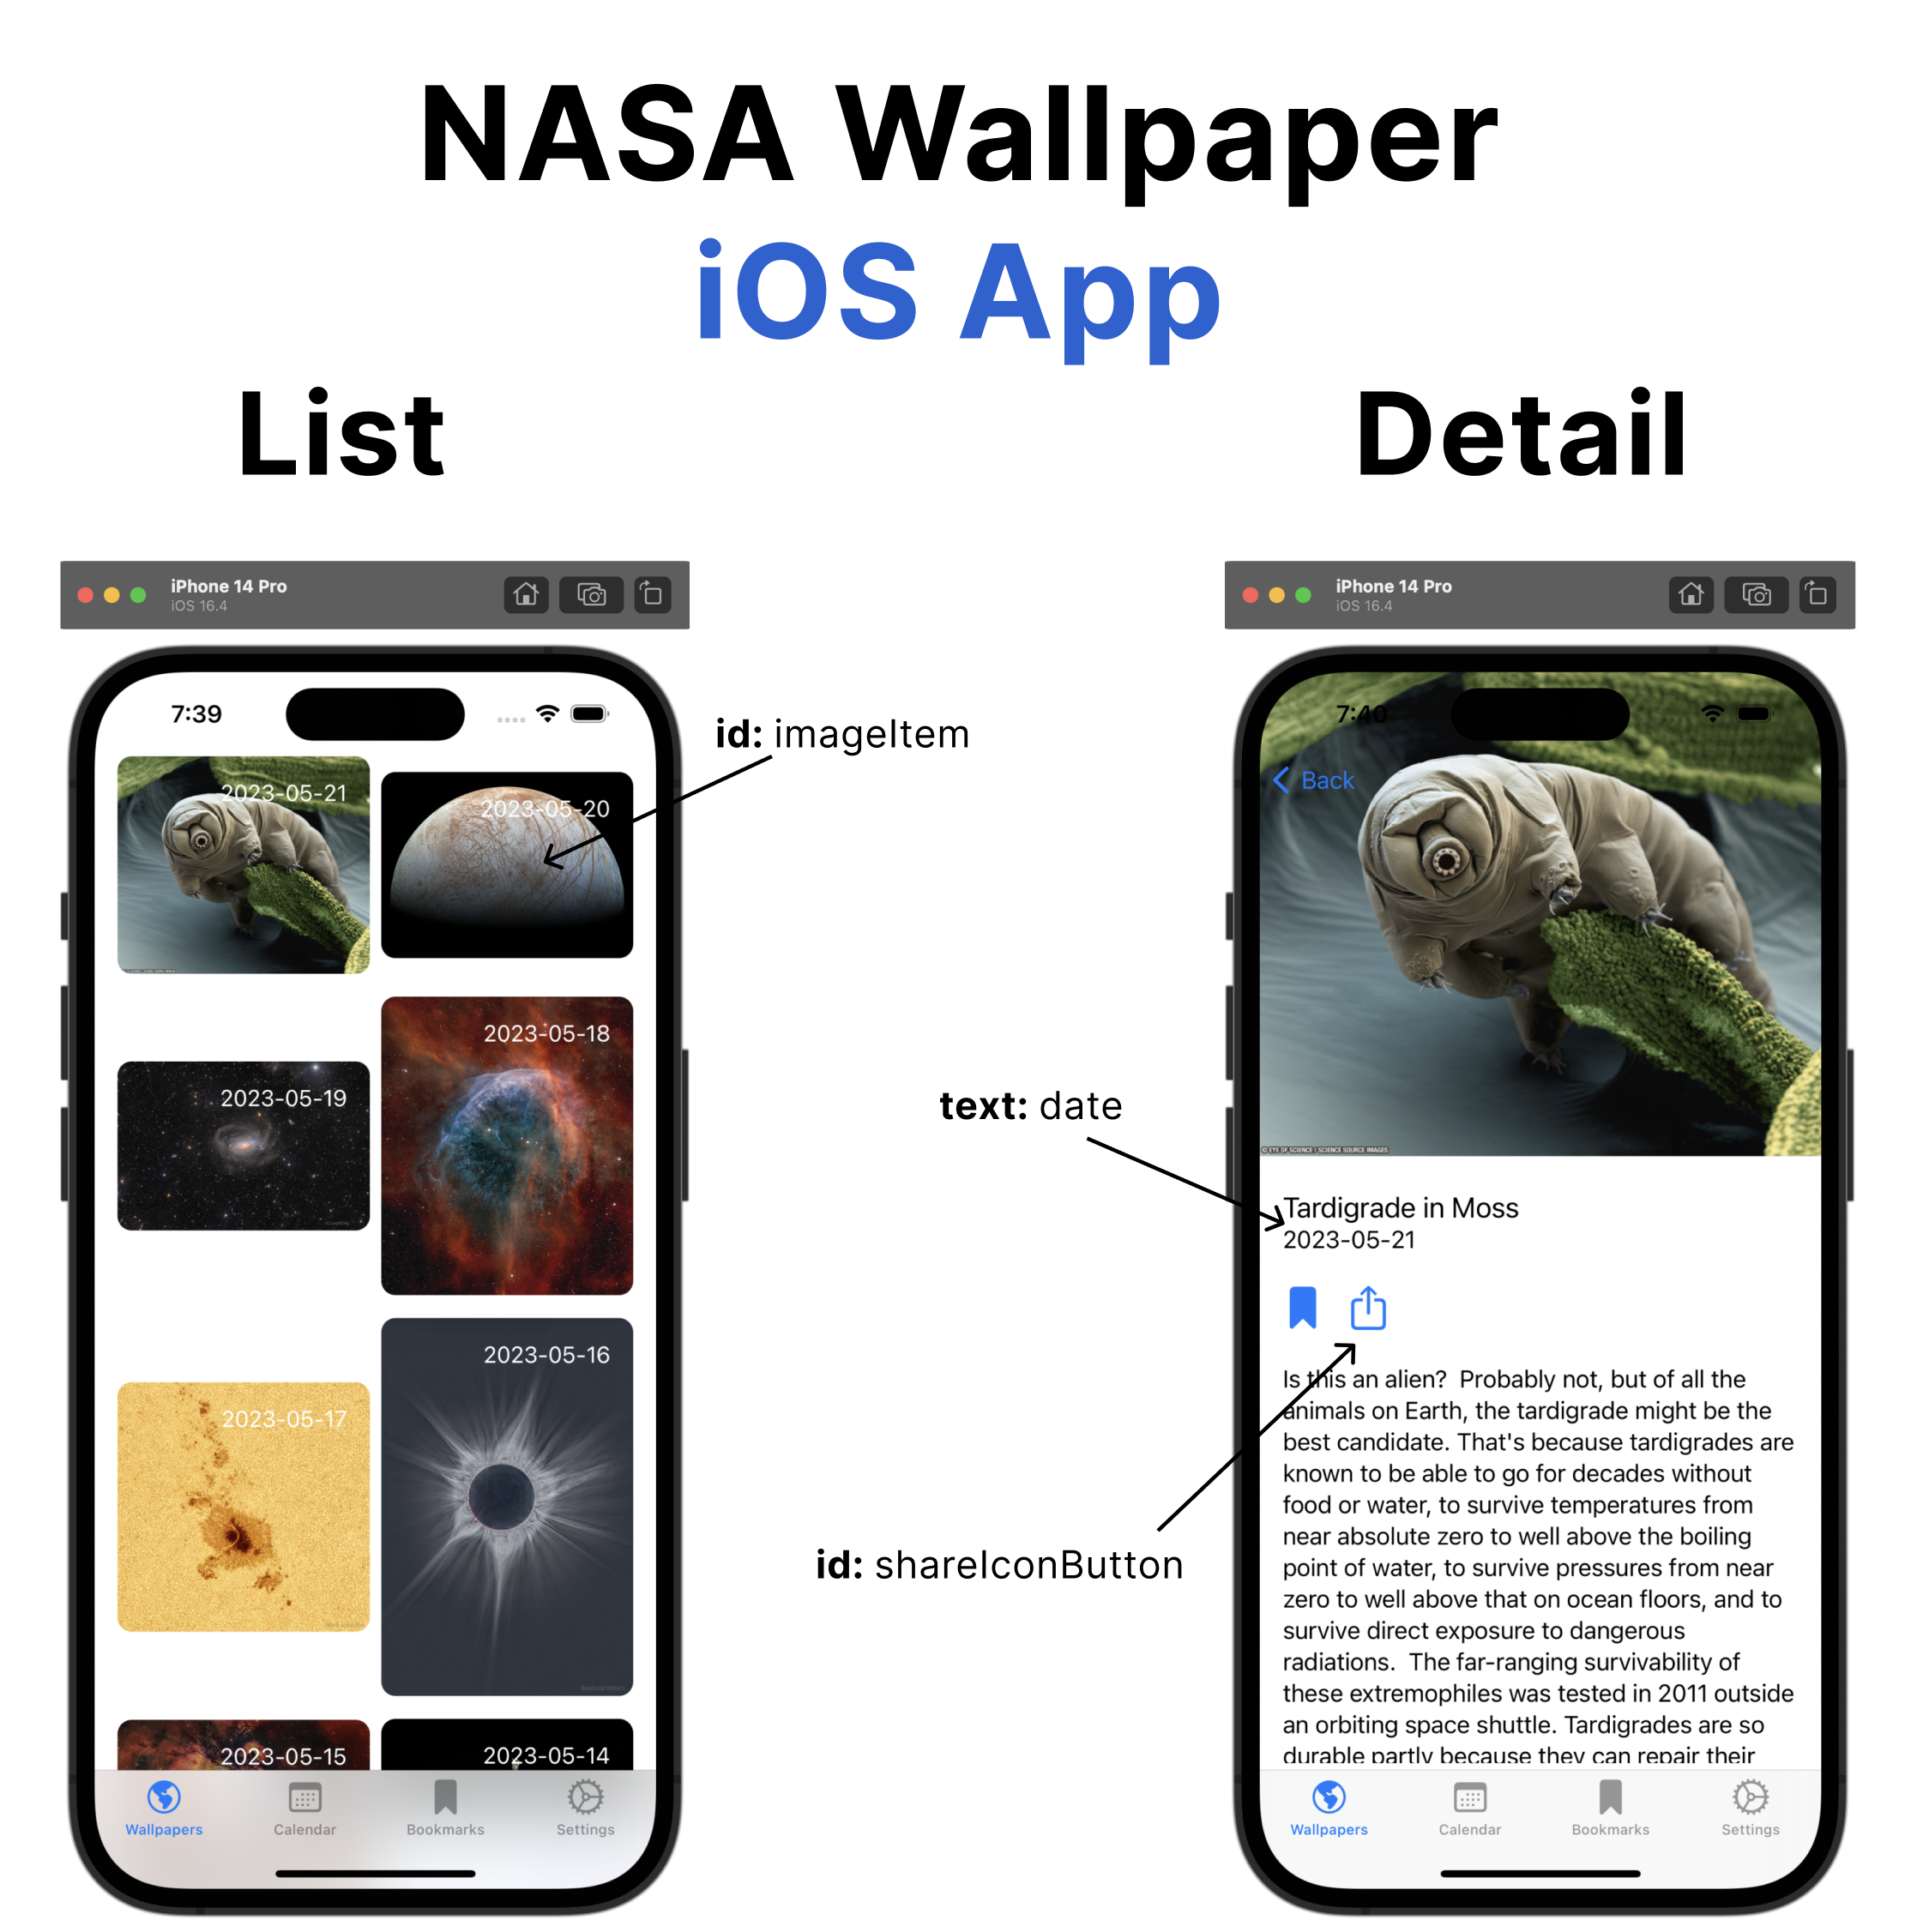 NASA Wallpaper
iOS App
List
Detail
iPhone 14 Pro
iOS 16.4
7:39
2023-05-21
2023-05-20
2023-05-19
2023-05-18
2023-05-17
2023-05-16
2023-05-15
2023-05-14
Wallpapers
Calendar
Bookmarks
Settings
id: imageItem
text: date
id: shareIconButton
iPhone 14 Pro
iOS 16.4
7:40
Back
© EYE OF SCIENCE / SCIENCE SOURCE IMAGES
Tardigrade in Moss
2023-05-21
Is this an alien?  Probably not, but of all the
animals on Earth, the tardigrade might be the
best candidate. That's because tardigrades are
known to be able to go for decades without
food or water, to survive temperatures from
near absolute zero to well above the boiling
point of water, to survive pressures from near
zero to well above that on ocean floors, and to
survive direct exposure to dangerous
radiations.  The far-ranging survivability of
these extremophiles was tested in 2011 outside
an orbiting space shuttle. Tardigrades are so
durable partly because they can repair their
Wallpapers
Calendar
Bookmarks
Settings